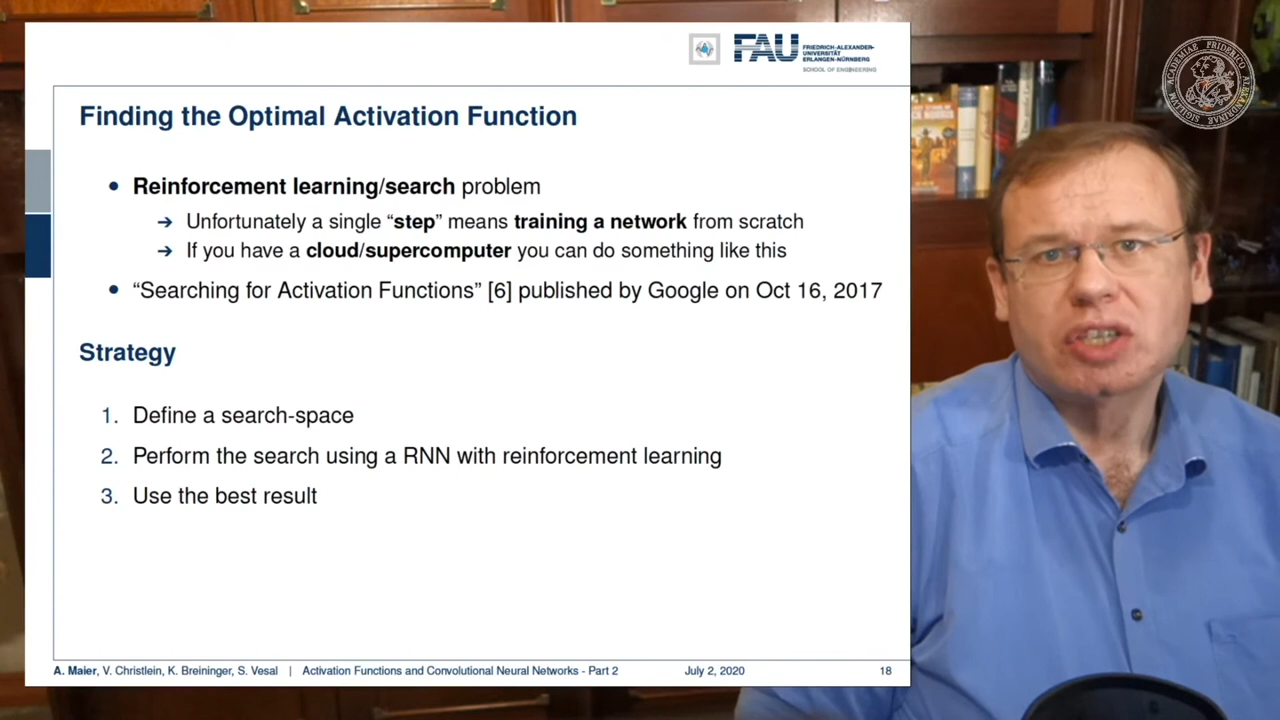 FAU
FRIEDRICH-ALEXANDER-
UNIVERSITÄT
ERLANGEN-NÜRNBERG
SCHOOL OF ENGINEERING
Finding the Optimal Activation Function
• Reinforcement learning/search problem
→ Unfortunately a single “step” means training a network from scratch
→ If you have a cloud/supercomputer you can do something like this
• “Searching for Activation Functions” [6] published by Google on Oct 16, 2017
Strategy
1. Define a search-space
2. Perform the search using a RNN with reinforcement learning
3. Use the best result
A. Maier, V. Christlein, K. Breininger, S. Vesal | Activation Functions and Convolutional Neural Networks - Part 2 July 2, 2020 18